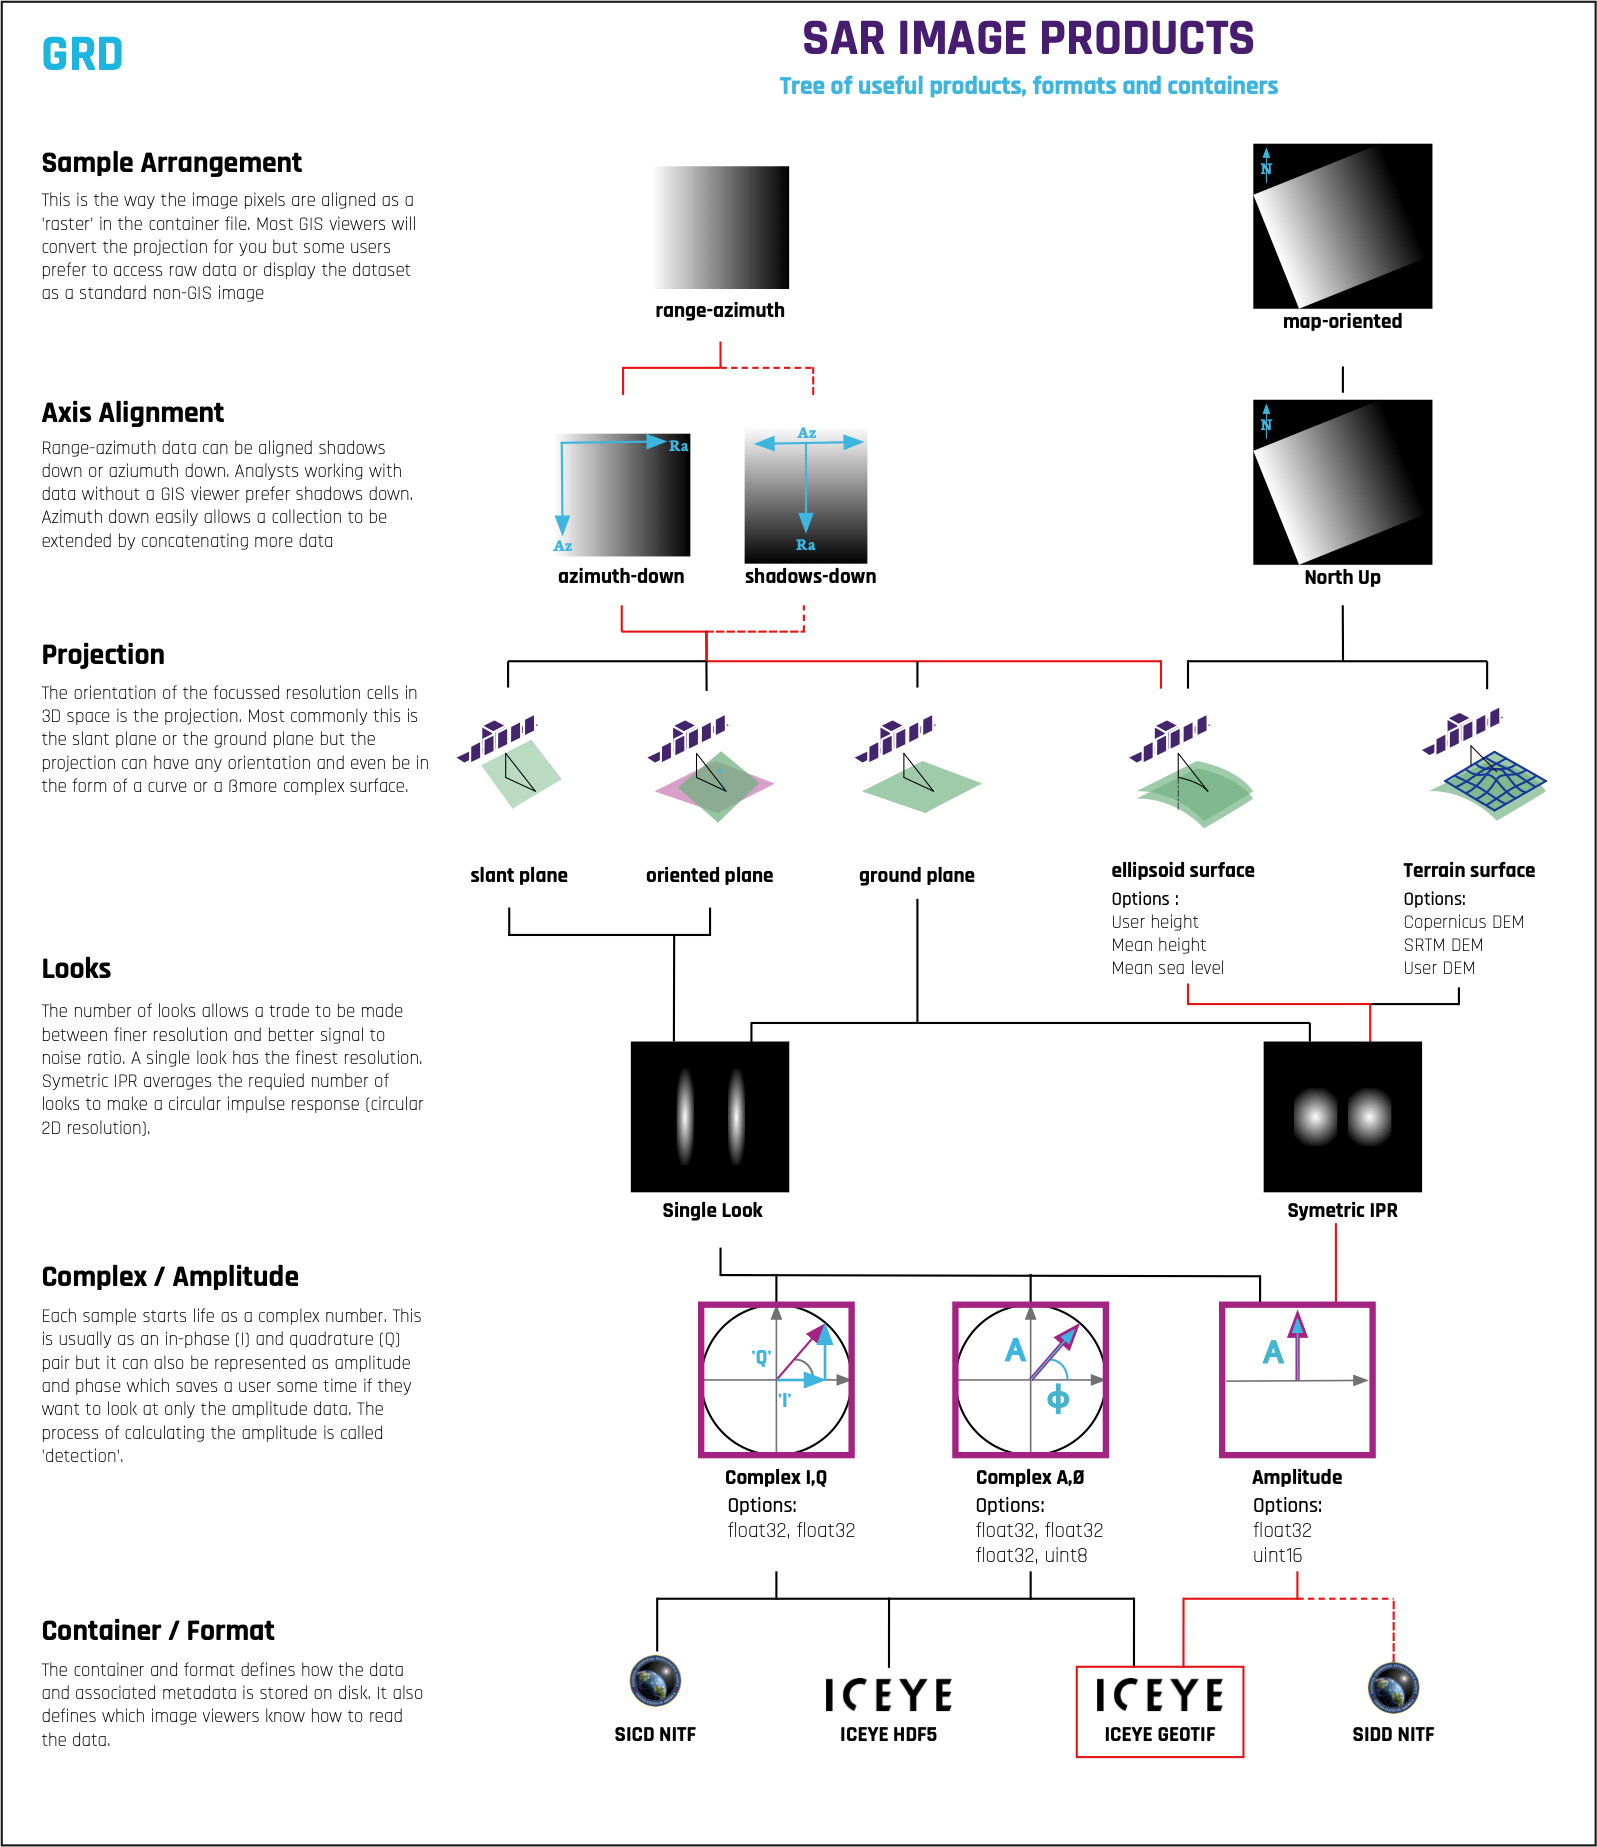 GRD
SAR IMAGE PRODUCTS
Tree of useful products, formats and containers
Sample Arrangement
This is the way the image pixels are aligned as a
'raster' in the container file. Most GIS viewers will
convert the projection for you but some users
prefer to access raw data or display the dataset
as a standard non-GIS image
range-azimuth
N
map-oriented
Axis Alignment
Range-azimuth data can be aligned shadows
down or aziumuth down. Analysts working with
data without a GIS viewer prefer shadows down.
Azimuth down easily allows a collection to be
extended by concatenating more data
Ra
Az
azimuth-down
Az
Ra
shadows-down
N
North Up
Projection
The orientation of the focussed resolution cells in
3D space is the projection. Most commonly this is
the slant plane or the ground plane but the
projection can have any orientation and even be in
the form of a curve or a ßmore complex surface.
slant plane
oriented plane
ground plane
ellipsoid surface
Options :
User height
Mean height
Mean sea level
Terrain surface
Options:
Copernicus DEM
SRTM DEM
User DEM
Looks
The number of looks allows a trade to be made
between finer resolution and better signal to
noise ratio. A single look has the finest resolution.
Symetric IPR averages the requied number of
looks to make a circular impulse response (circular
2D resolution).
Single Look
Symetric IPR
Complex / Amplitude
Each sample starts life as a complex number. This
is usually as an in-phase (I) and quadrature (Q)
pair but it can also be represented as amplitude
and phase which saves a user some time if they
want to look at only the amplitude data. The
process of calculating the amplitude is called
'detection'.
'Q'
'I'
Complex I,Q
Options:
float32, float32
A
ϕ
Complex A,Ø
Options:
float32, float32
float32, uint8
A
Amplitude
Options:
float32
uint16
Container / Format
The container and format defines how the data
and associated metadata is stored on disk. It also
defines which image viewers know how to read
the data.
SICD NITF
ICEYE
ICEYE HDF5
ICEYE
ICEYE GEOTIF
SIDD NITF